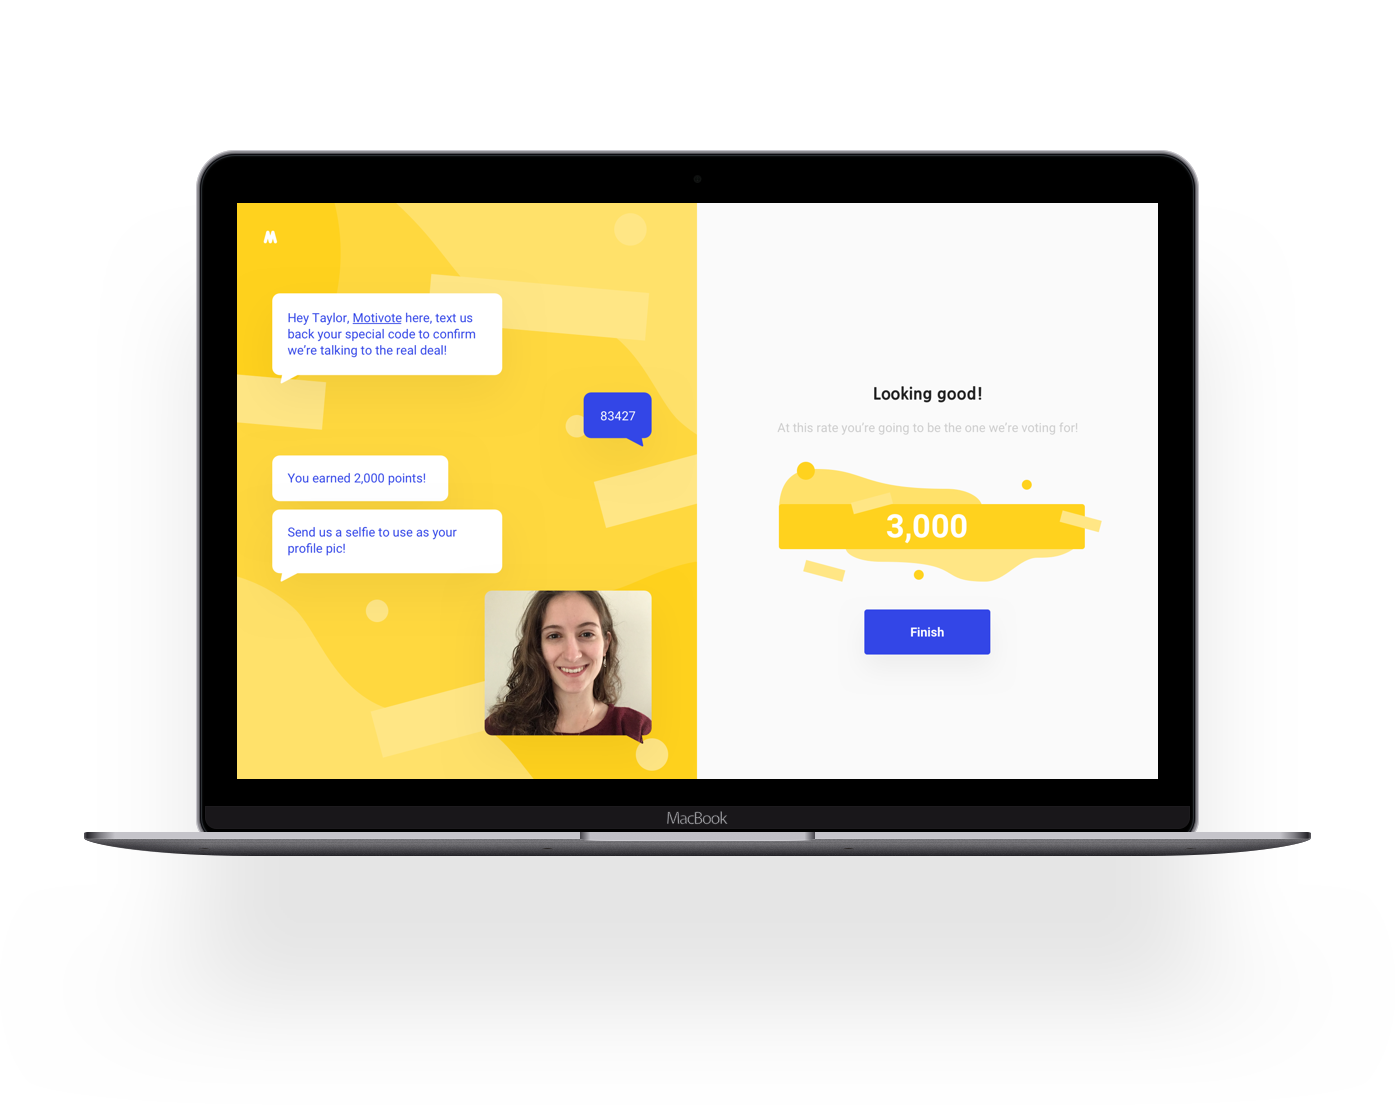 M
Hey Taylor, Motivote here, text us
back your special code to confirm
we're talking to the real deal!
83427
You earned 2,000 points!
Send us a selfie to use as your
profile pic!
Looking good!
At this rate you're going to be the one we're voting for!
3,000
Finish
MacBook